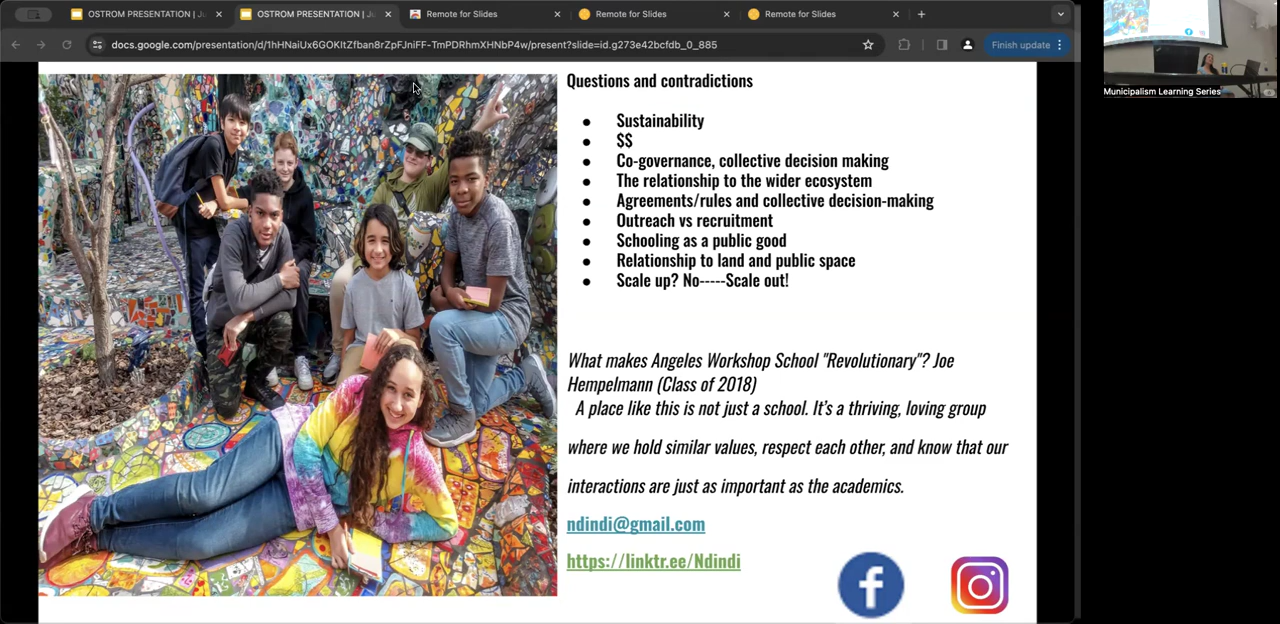 OSTROM PRESENTATION | Ju
OSTROM PRESENTATION | Ju
Remote for Slides
Remote for Slides
Remote for Slides
docs.google.com/presentation/d/1hHNaiUx6GOKItZfban8rZpFJniFF-TmPDRhmXHNbP4w/present?slide=id.g273e42bcfdb_0_885
Finish update
Municipalism Learning Series
Questions and contradictions
● Sustainability
● $$
● Co-governance, collective decision making
● The relationship to the wider ecosystem
● Agreements/rules and collective decision-making
● Outreach vs recruitment
● Schooling as a public good
● Relationship to land and public space
● Scale up? No-----Scale out!
What makes Angeles Workshop School "Revolutionary"? Joe
Hempelmann (Class of 2018)
A place like this is not just a school. It’s a thriving, loving group
where we hold similar values, respect each other, and know that our
interactions are just as important as the academics.
ndindi@gmail.com
https://linktr.ee/Ndindi